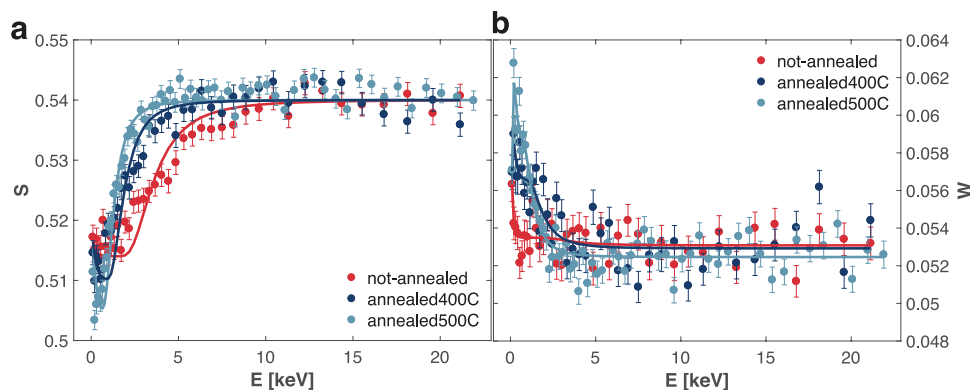 a
b
0.55
0.54
0.53
0.52
0.51
0.5
S
not-annealed
annealed400C
annealed500C
0 5 10 15 20
E [keV]
not-annealed
annealed400C
annealed500C
0.064
0.062
0.06
0.058
0.056
0.054
0.052
0.05
0.048
W
0 5 10 15 20
E [keV]